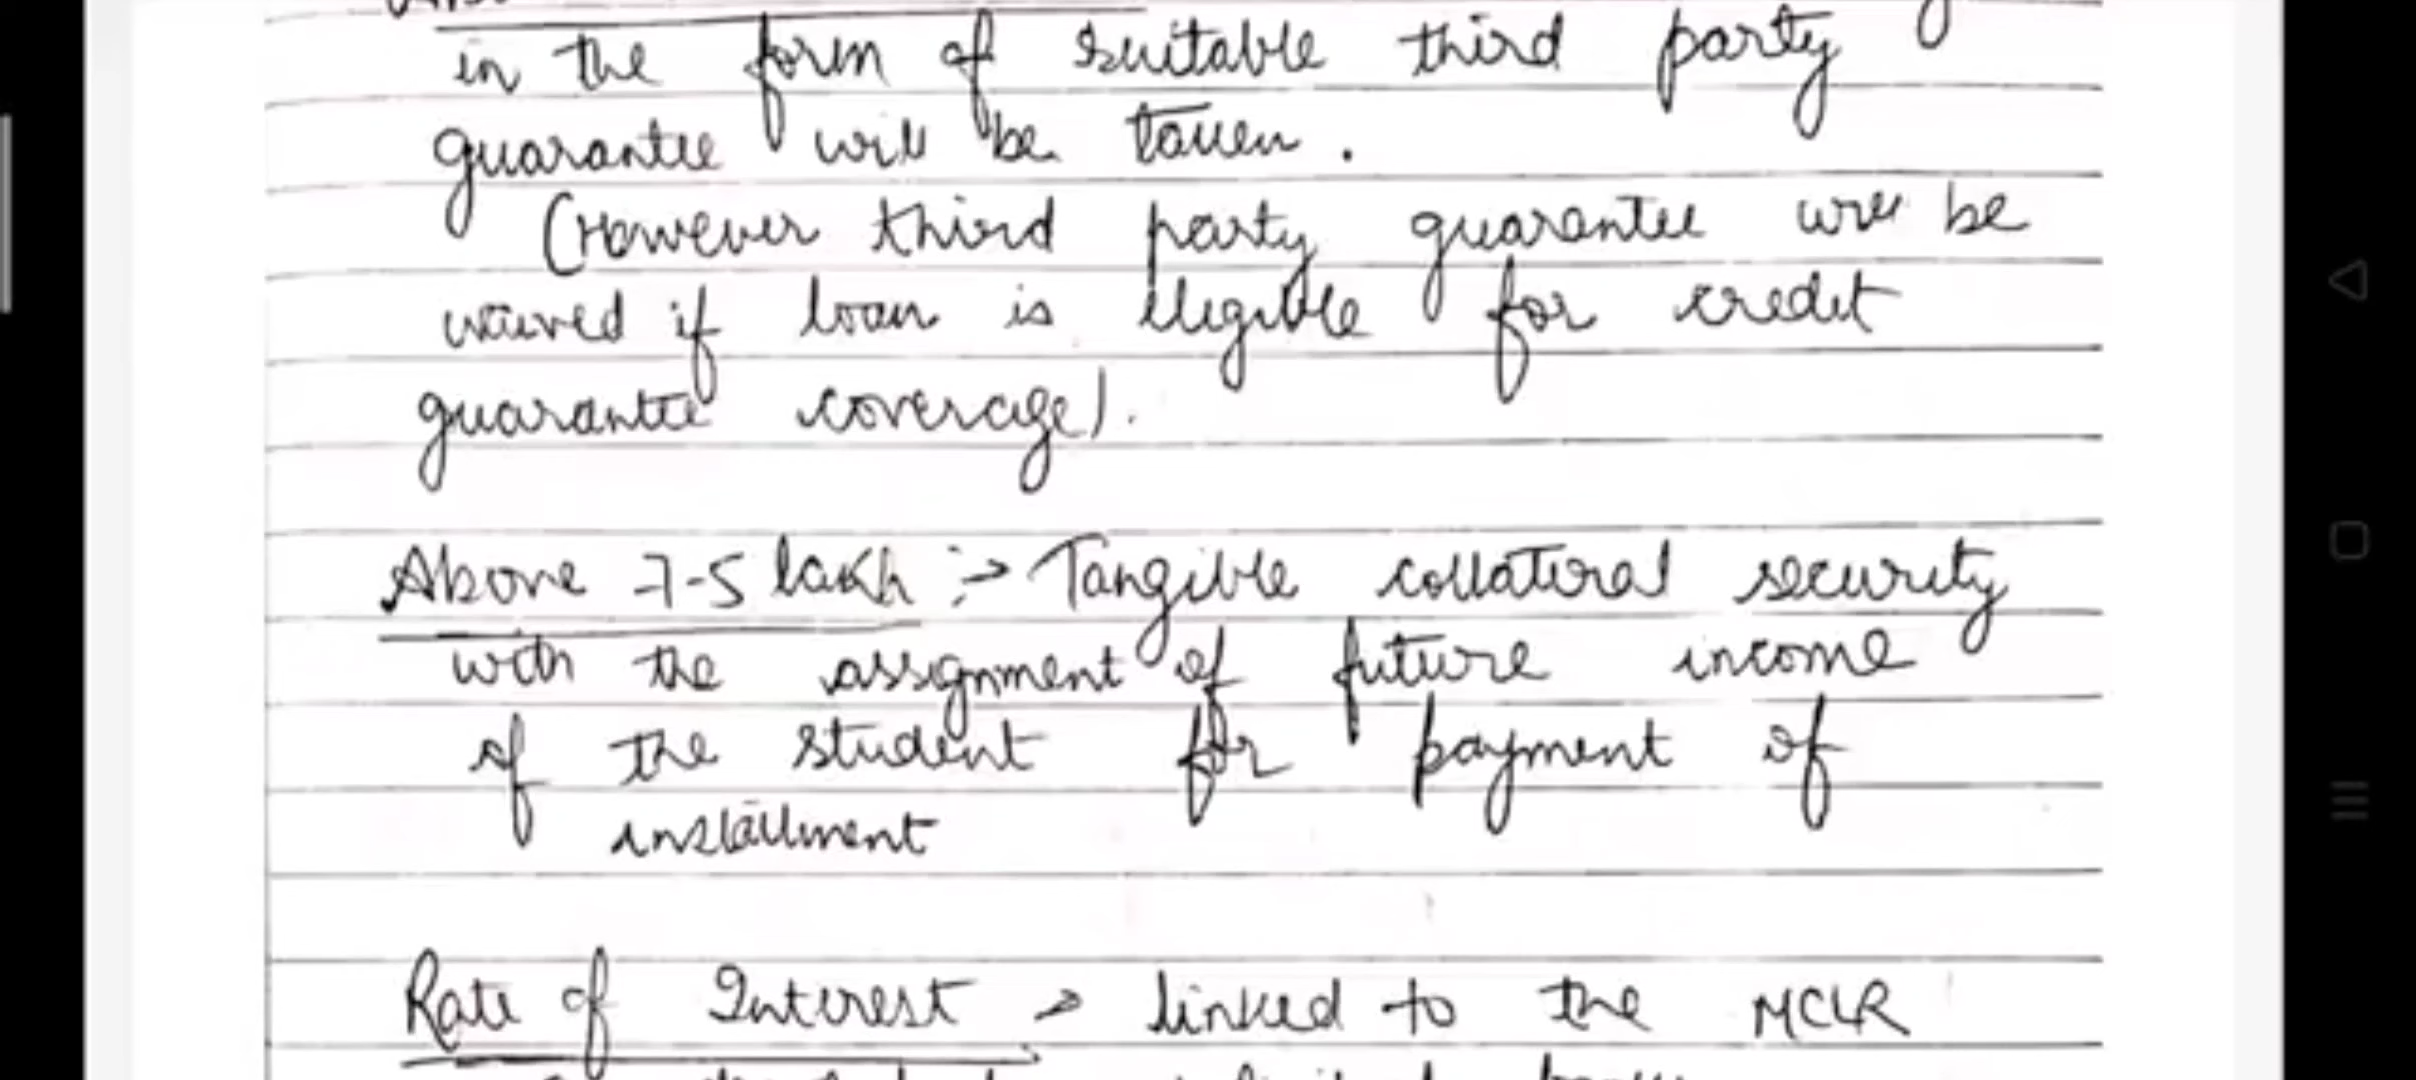 in the form of suitable third party
guarantee will be taken.
(However third party guarantee will be
waived if loan is eligible for credit
guarantee coverage).
Above 7-5 lakh :-> Tangible collateral security
with the assignment of future income
of the student for payment of
installment
Rate of Interest -> linked to the MCLR